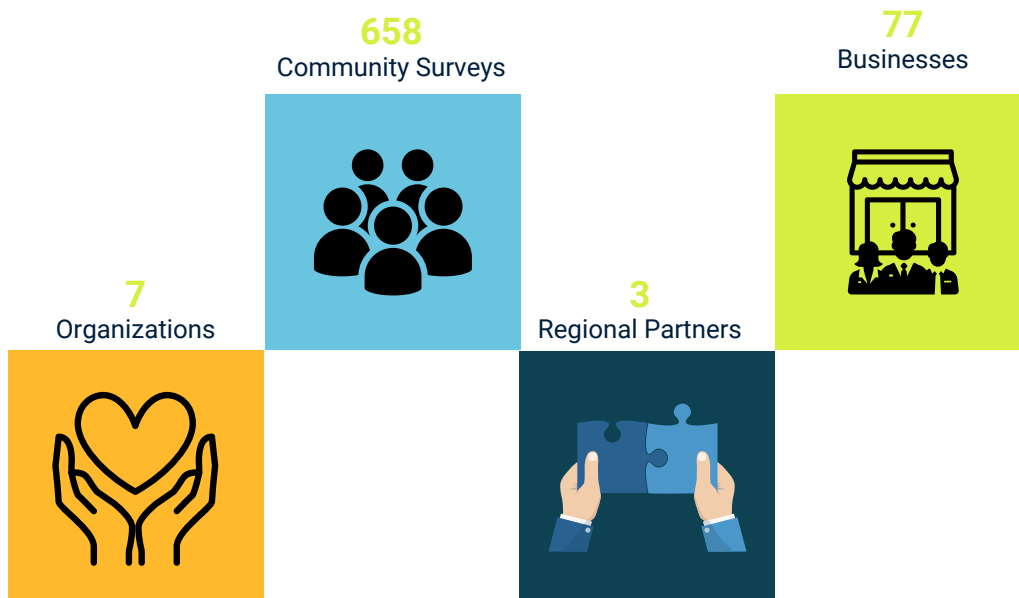 658
Community Surveys
77
Businesses
7
Organizations
3
Regional Partners